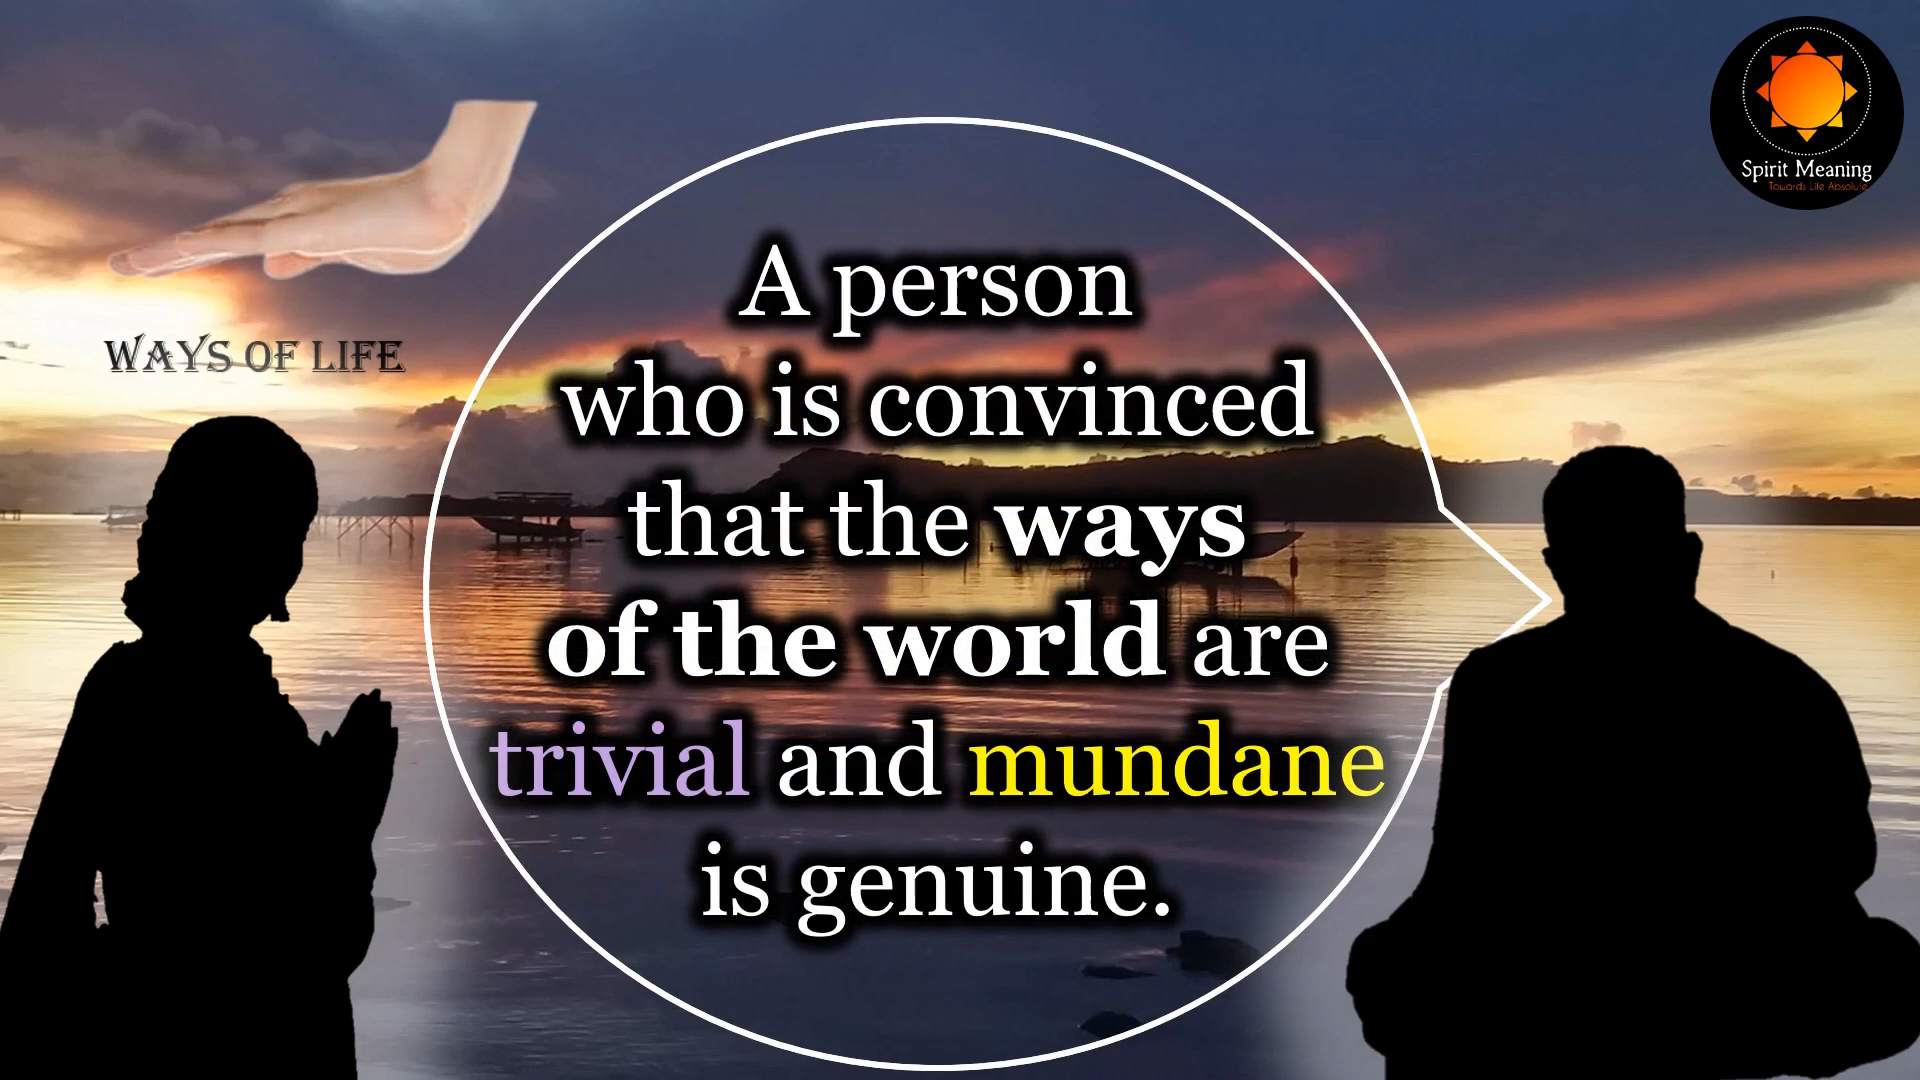 Spirit Meaning
Towards Life Absolute
WAYS OF LIFE
A person
who is convinced
that the ways
of the world are
trivial and mundane
is genuine.